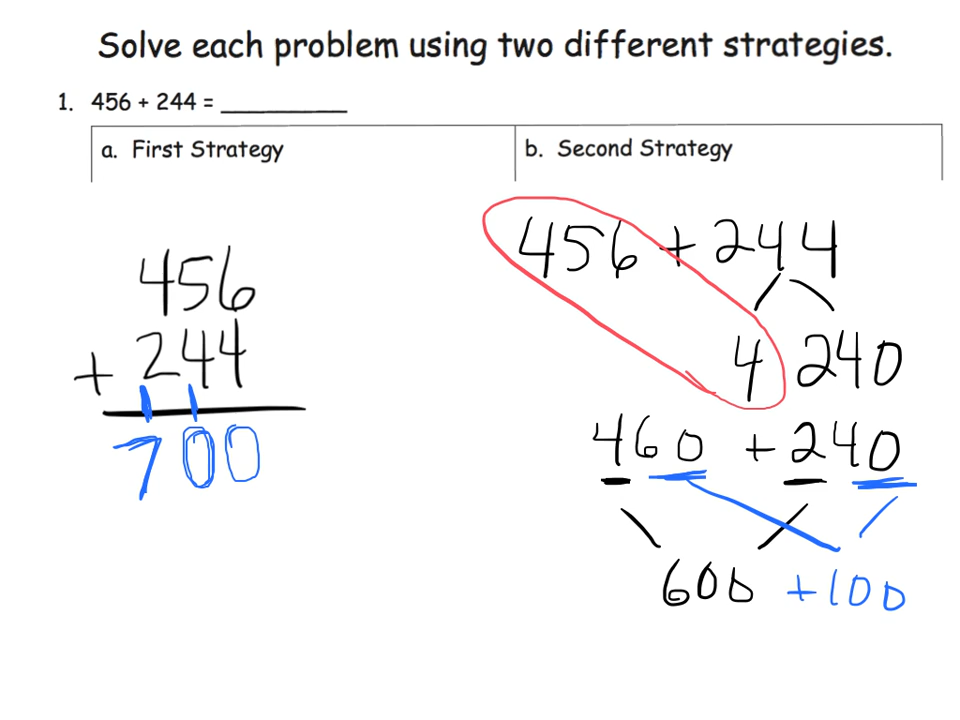 Solve each problem using two different strategies.
1. 456 + 244 = __________
a. First Strategy
b. Second Strategy
456
+ 244
700
456 + 244
4 240
460 + 240
600 + 100